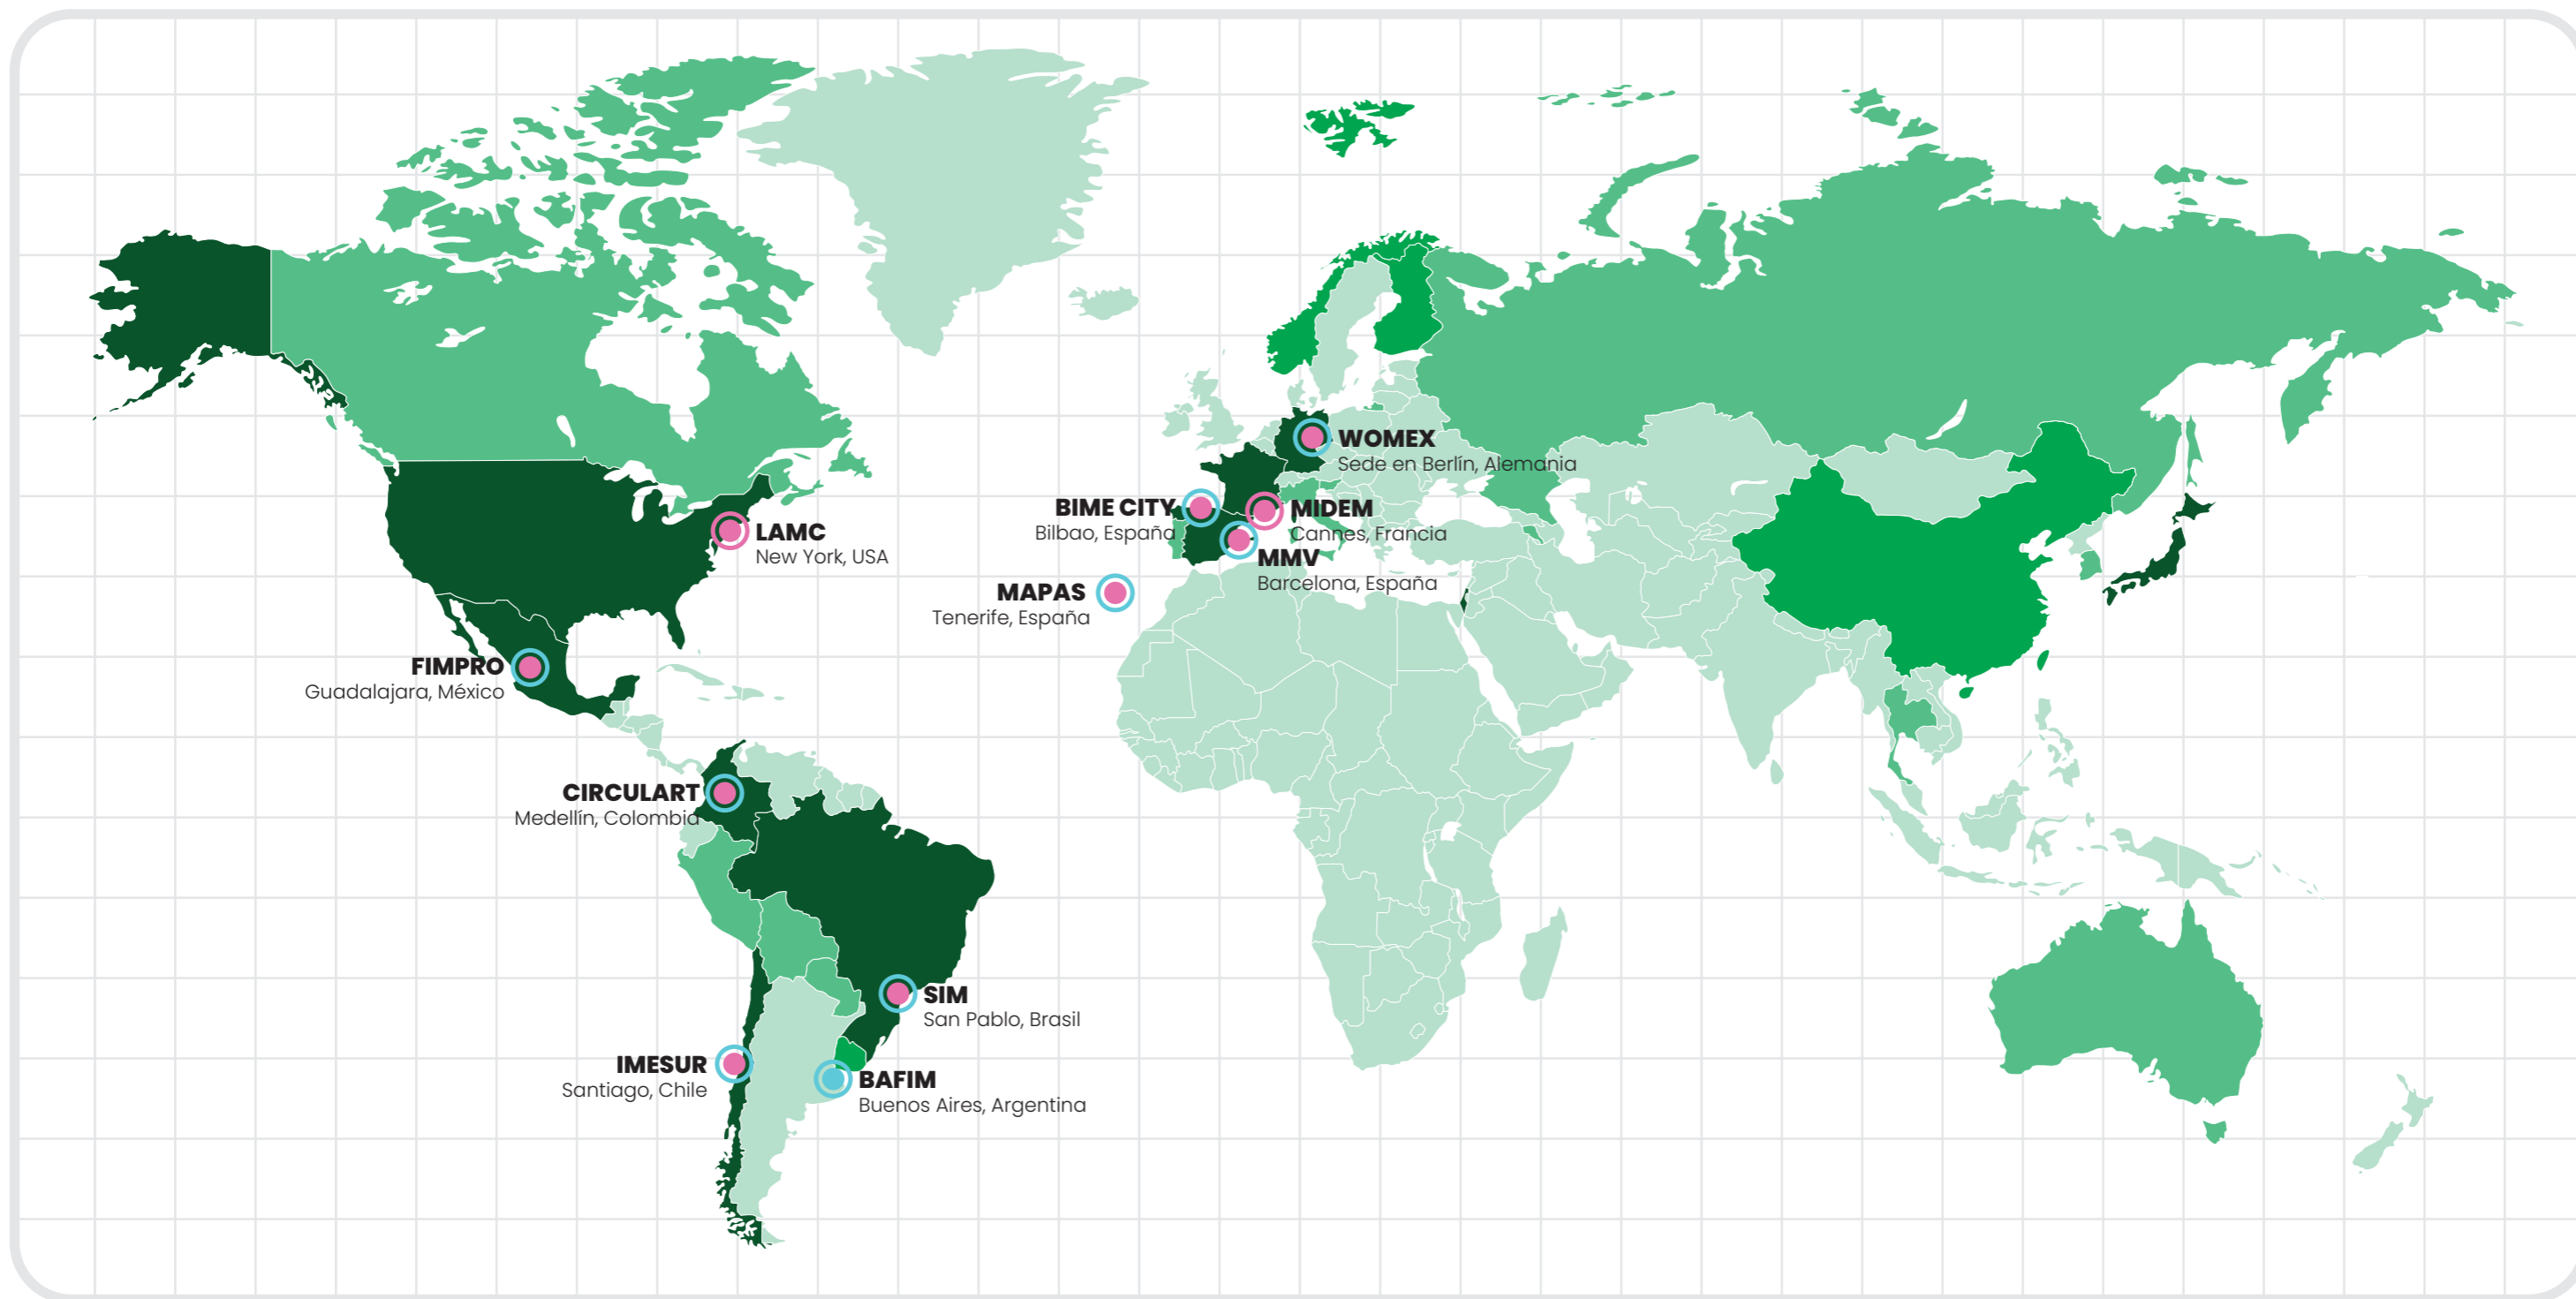 WOMEX
Sede en Berlín, Alemania
BIME CITY
Bilbao, España
MIDEM
Cannes, Francia
LAMC
New York, USA
MMV
Barcelona, España
MAPAS
Tenerife, España
FIMPRO
Guadalajara, México
CIRCULART
Medellín, Colombia
SIM
San Pablo, Brasil
IMESUR
Santiago, Chile
BAFIM
Buenos Aires, Argentina